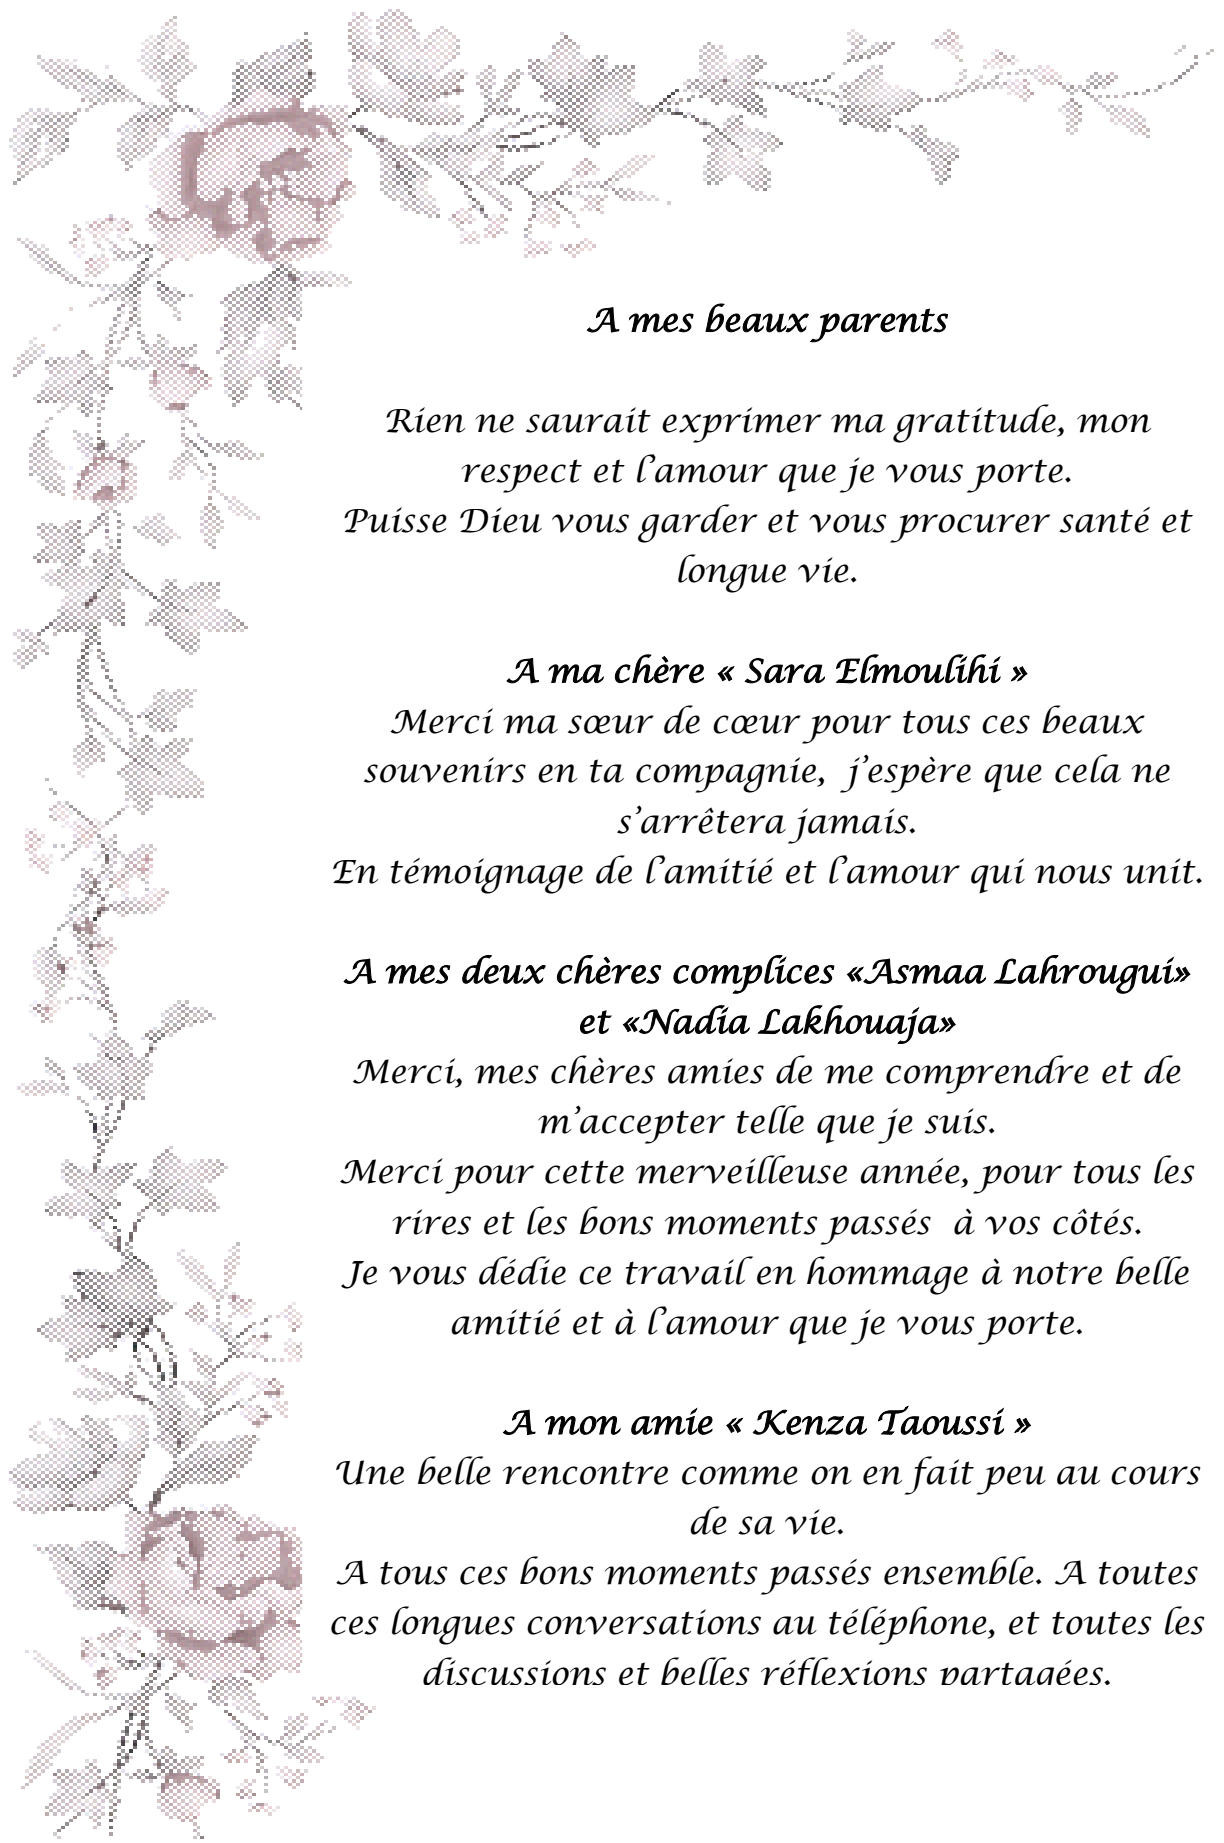 A mes beaux parents
Rien ne saurait exprimer ma gratitude, mon
respect et l’amour que je vous porte.
Puisse Dieu vous garder et vous procurer santé et
longue vie.
A ma chère « Sara Elmoulihi »
Merci ma sœur de cœur pour tous ces beaux
souvenirs en ta compagnie, j’espère que cela ne
s’arrêtera jamais.
En témoignage de l’amitié et l’amour qui nous unit.
A mes deux chères complices «Asmaa Lahrougui»
et «Nadia Lakhouaja»
Merci, mes chères amies de me comprendre et de
m’accepter telle que je suis.
Merci pour cette merveilleuse année, pour tous les
rires et les bons moments passés à vos côtés.
Je vous dédie ce travail en hommage à notre belle
amitié et à l’amour que je vous porte.
A mon amie « Kenza Taoussi »
Une belle rencontre comme on en fait peu au cours
de sa vie.
A tous ces bons moments passés ensemble. A toutes
ces longues conversations au téléphone, et toutes les
discussions et belles réflexions partagées.